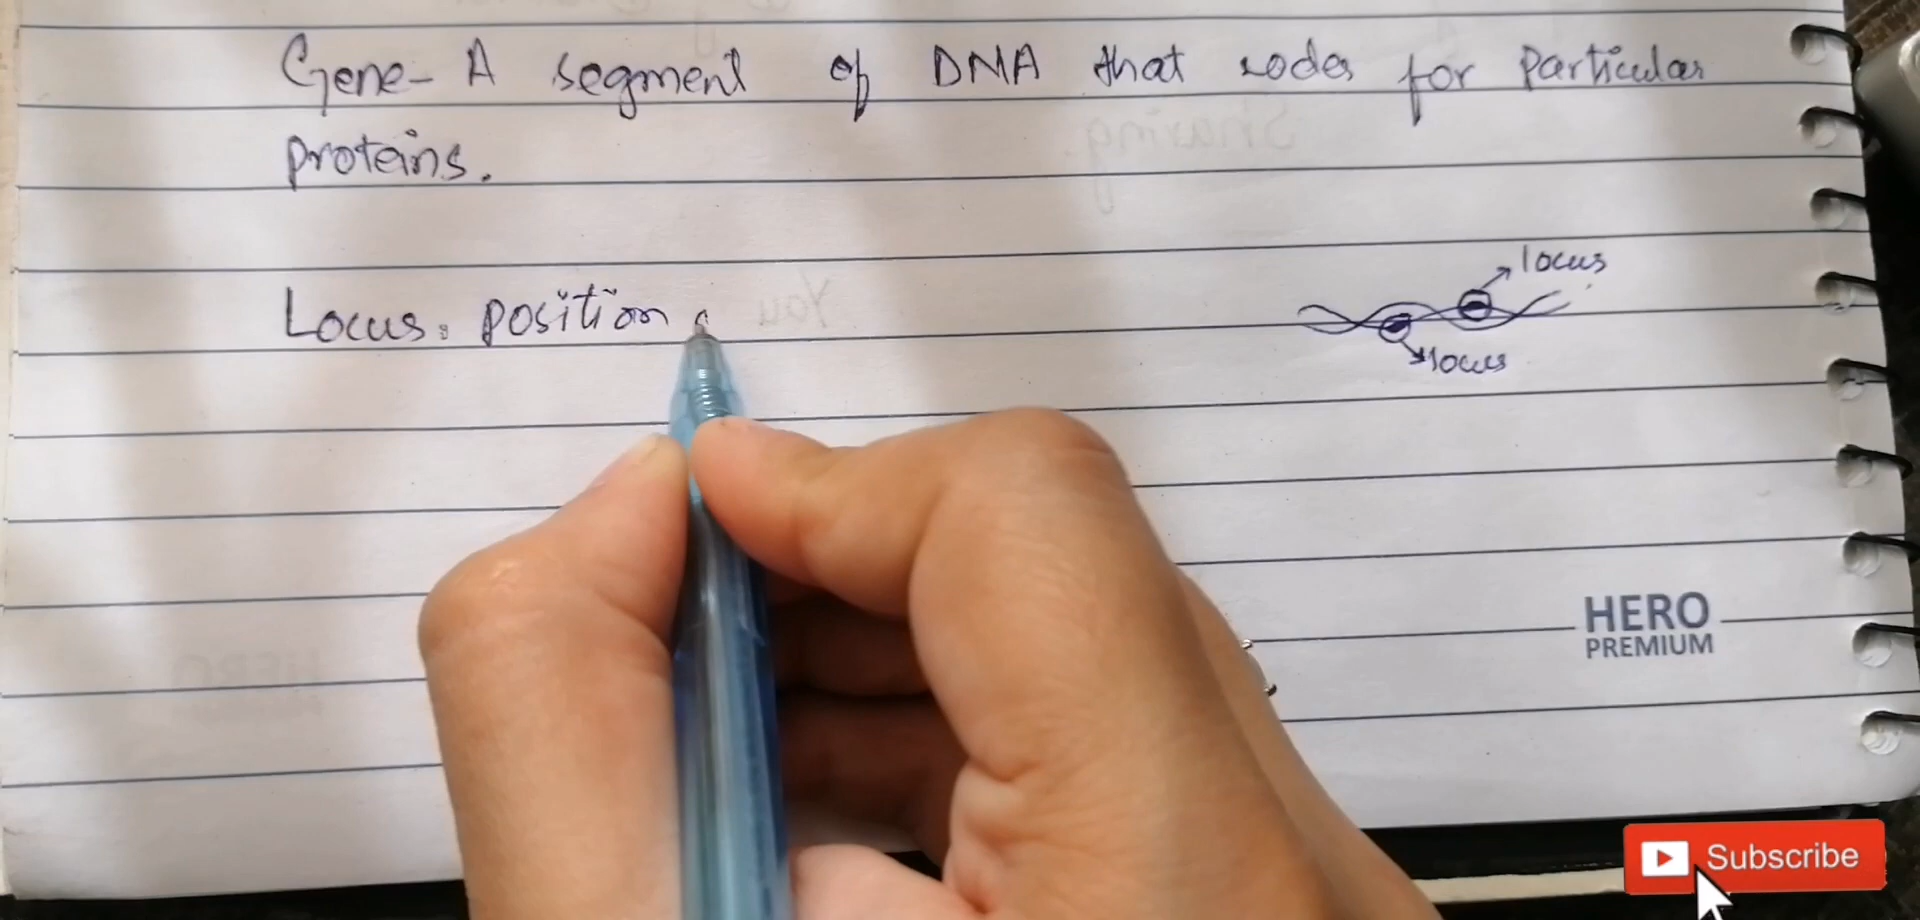 Gene- A segment of DNA that codes for particular
proteins.
locus
Locus: position
locus
HERO
PREMIUM
Subscribe